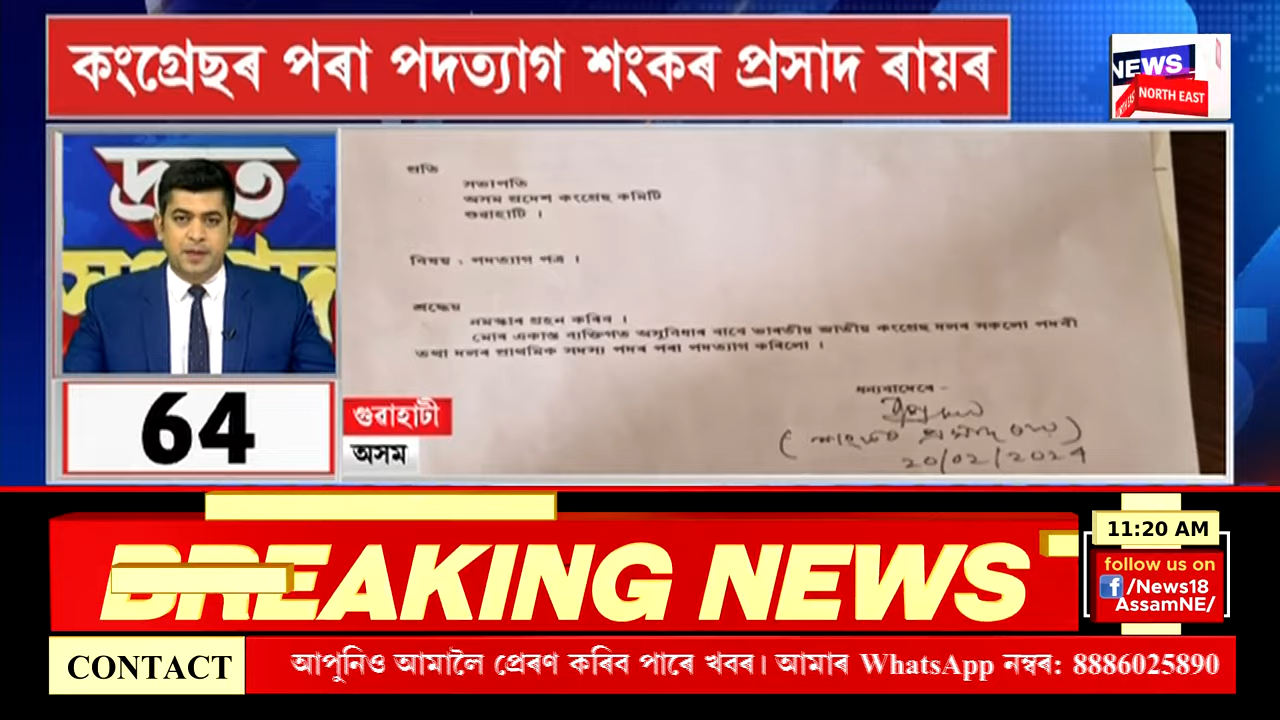 কংগ্ৰেছৰ পৰা পদত্যাগ শংকৰ প্ৰসাদ ৰায়ৰ
NEWS
NORTH EAST
দ্ৰুত
প্ৰতি
সভাপতি
অসম প্ৰদেশ কংগ্ৰেছ কমিটি
গুৱাহাটি ।
বিষয় : পদত্যাগ পত্ৰ ।
শ্ৰদ্ধেয়
নমস্কাৰ গ্ৰহন কৰিব ।
মোৰ একান্ত ব্যক্তিগত অসুবিধাৰ বাবে ভাৰতীয় জাতীয় কংগ্ৰেছ দলৰ সকলো পদবী
তথা দলৰ প্ৰাথমিক সদস্য পদৰ পৰা পদত্যাগ কৰিলো ।
ধন্যবাদেৰে -
(শংকৰ প্ৰসাদ ৰায়)
20/02/2024
64
গুৱাহাটী
অসম
BREAKING NEWS
11:20 AM
follow us on
f /News18
AssamNE/
CONTACT
আপুনিও আমালৈ প্ৰেৰণ কৰিব পাৰে খবৰ। আমাৰ WhatsApp নম্বৰ: 8886025890